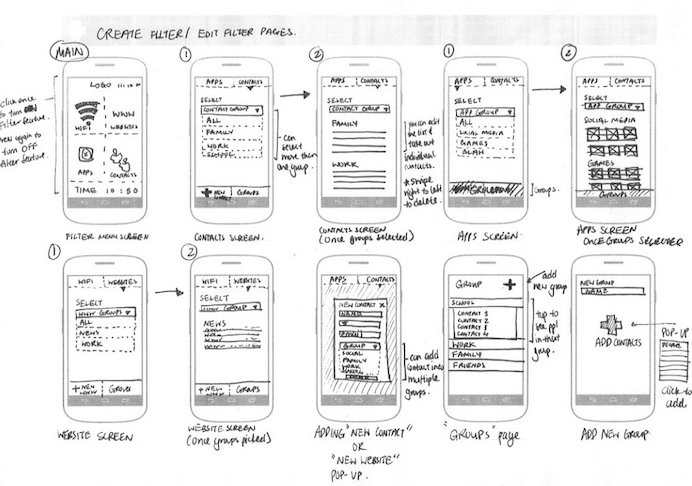 CREATE FILTER / EDIT FILTER PAGES.
MAIN
click once
to turn ON
Filter feature.
again to
turn OFF
filter feature.
LOGO
WIFI
WWW
WEBSITES
APPS
CONTACTS
TIME 10:50
FILTER MENU SCREEN
1
APPS CONTACTS
SELECT
CONTACT GROUP
ALL
FAMILY
WORK
SCHOOL
+ NEW CONTACT
GROUPS
can
select
more than
one group.
CONTACTS SCREEN.
2
APPS CONTACTS
SELECT
CONTACT GROUP
FAMILY
WORK
you can edit
the list &
take out
individual
contacts.
* Swipe
right to left
to delete.
CONTACTS SCREEN
(Once groups selected)
1
APPS CONTACTS
SELECT
APP GROUP
ALL
SOCIAL MEDIA
GAMES
Groups.
APPS SCREEN
2
APPS CONTACTS
SELECT
APP GROUP
SOCIAL MEDIA
GAMES
GROUPS
APPS SCREEN
ONCE GROUPS SELECTED
1
WIFI WEBSITES
SELECT
WWW GROUPS
ALL
NEWS
WORK
+ NEW
WWW
GROUPS
WEBSITE SCREEN
2
WIFI WEBSITES
SELECT
WWW GROUP
NEWS
+ NEW
WWW
GROUPS
WEBSITE SCREEN
(Once groups picked)
APPS CONTACTS
NEW CONTACT X
NAME
EMAIL
GROUP
SOCIAL
FAMILY
WORK
can add
contact into
multiple
groups.
ADDING "NEW CONTACT"
OR
"NEW WEBSITE"
POP-UP.
GROUP +
add
new group
SCHOOL
CONTACT 1
CONTACT 2
CONTACT 3
CONTACT 4
WORK
FAMILY
FRIENDS
tap to
see ppl
in that
group.
"GROUPS" page
NEW GROUP
NAME
ADD CONTACTS
POP-UP
Click to
add
ADD NEW GROUP